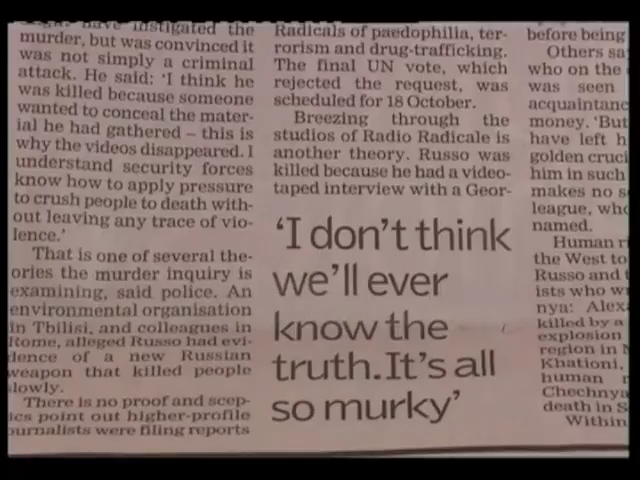 have instigated the
murder, but was convinced it
was not simply a criminal
attack. He said: 'I think he
was killed because someone
wanted to conceal the mater-
ial he had gathered – this is
why the videos disappeared. I
understand security forces
know how to apply pressure
to crush people to death with-
out leaving any trace of vio-
lence.'
That is one of several the-
ories the murder inquiry is
examining, said police. An
environmental organisation
in Tbilisi, and colleagues in
Rome, alleged Russo had evi-
dence of a new Russian
weapon that killed people
slowly.
There is no proof and scep-
ics point out higher-profile
ournalists were filing reports
Radicals of paedophilia, ter-
rorism and drug-trafficking.
The final UN vote, which
rejected the request, was
scheduled for 18 October.
Breezing through the
studios of Radio Radicale is
another theory. Russo was
killed because he had a video-
taped interview with a Geor-
'I don't think
we'll ever
know the
truth. It's all
so murky'
before being
Others sa
who on the
was seen
acquaintanc
money. 'But
have left h
golden cruci
him in such
makes no s
league, who
named.
Human r
the West to
Russo and
ists who w
nya: Alexa
killed by a
explosion
region in
Khationi,
human
Chechnya
death in S
Within